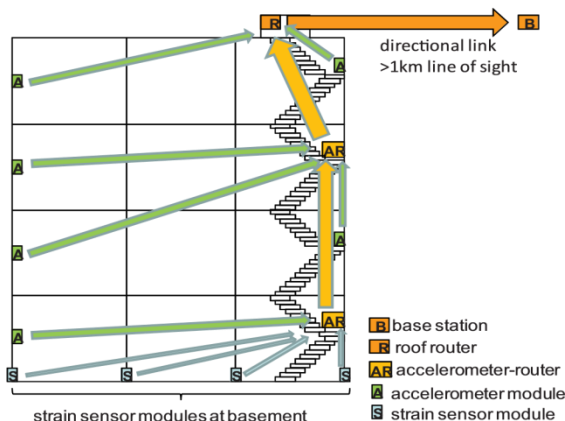 R
B
directional link
>1km line of sight
A
A
AR
A
A
A
AR
A
S
S
S
S
B base station
R roof router
AR accelerometer-router
A accelerometer module
S strain sensor module
strain sensor modules at basement